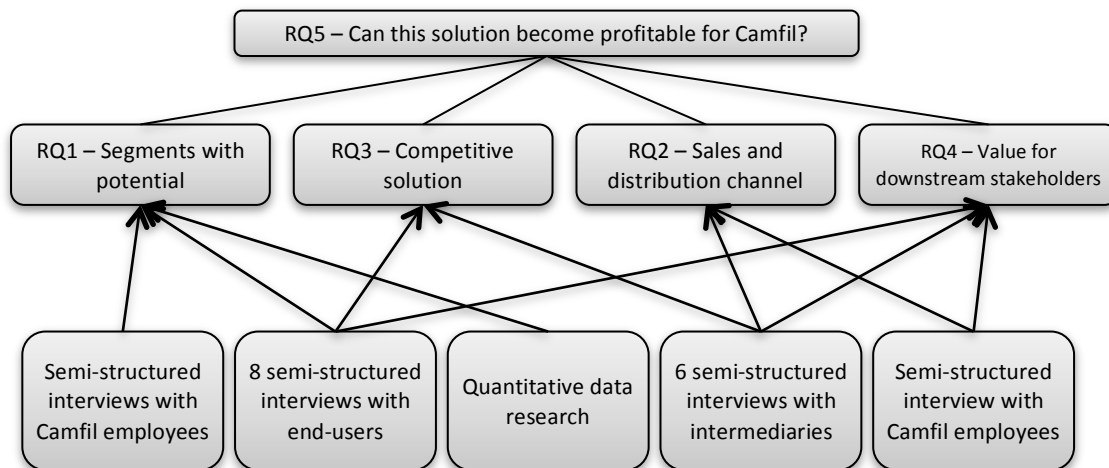 RQ5 – Can this solution become profitable for Camfil?
RQ1 – Segments with
potential
RQ3 – Competitive
solution
RQ2 – Sales and
distribution channel
RQ4 – Value for
downstream stakeholders
Semi-structured
interviews with
Camfil employees
8 semi-structured
interviews with
end-users
Quantitative data
research
6 semi-structured
interviews with
intermediaries
Semi-structured
interview with
Camfil employees